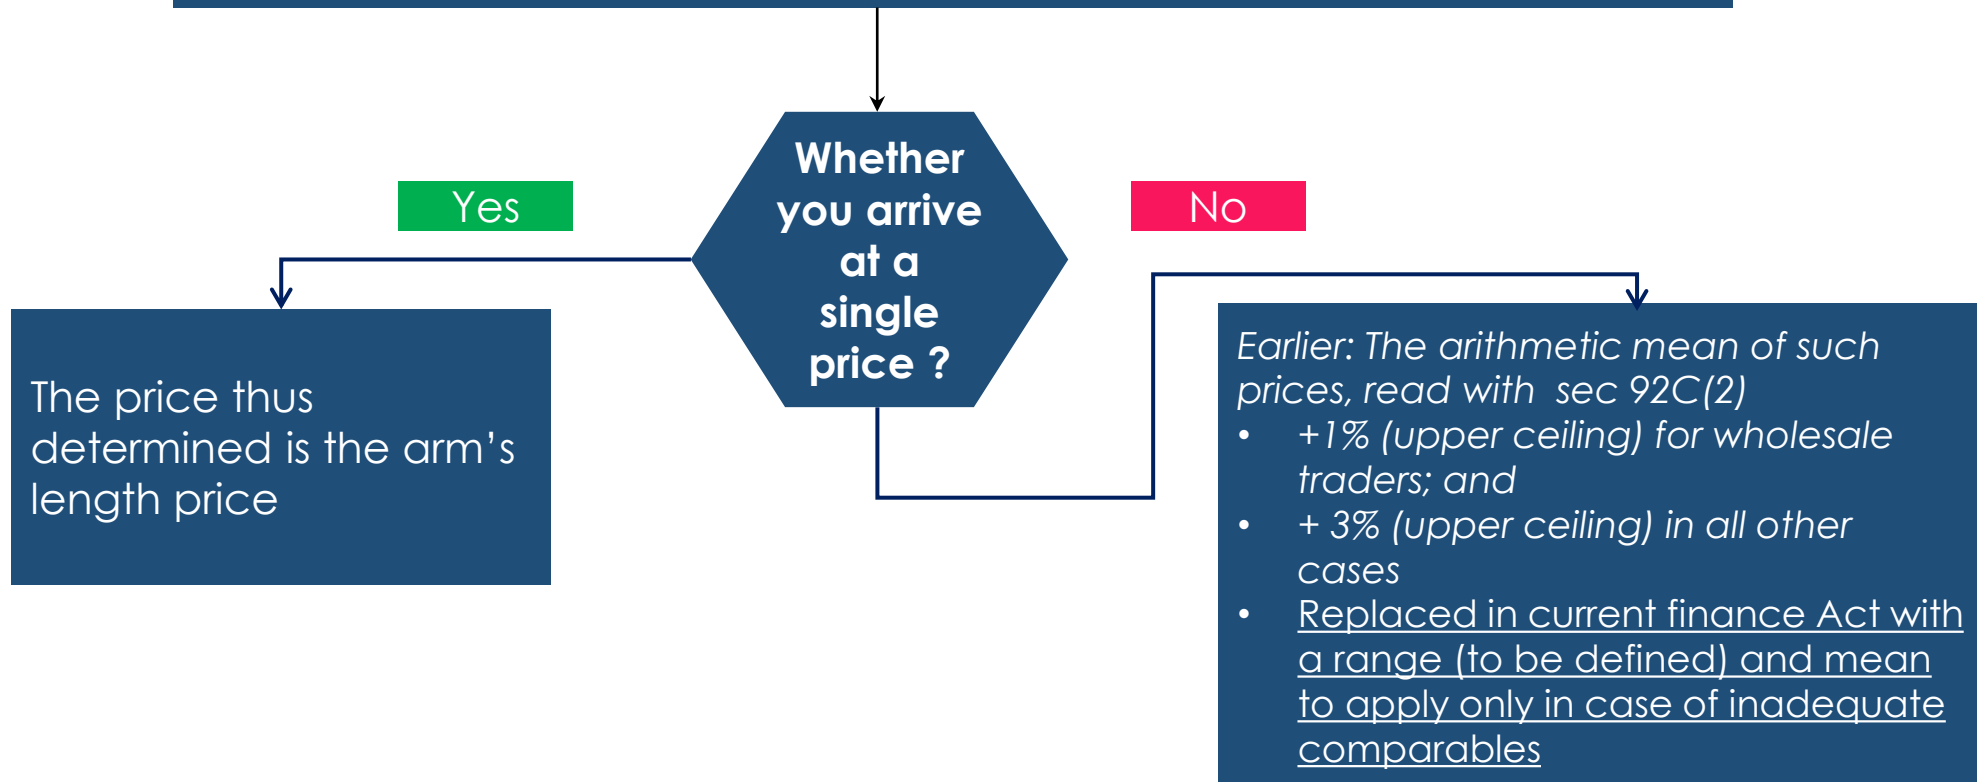 Whether
you arrive
at a
single
price ?
Yes
No
The price thus
determined is the arm’s
length price
Earlier: The arithmetic mean of such
prices, read with  sec 92C(2)
• +1% (upper ceiling) for wholesale
traders; and
• + 3% (upper ceiling) in all other
cases
• Replaced in current finance Act with
a range (to be defined) and mean
to apply only in case of inadequate
comparables